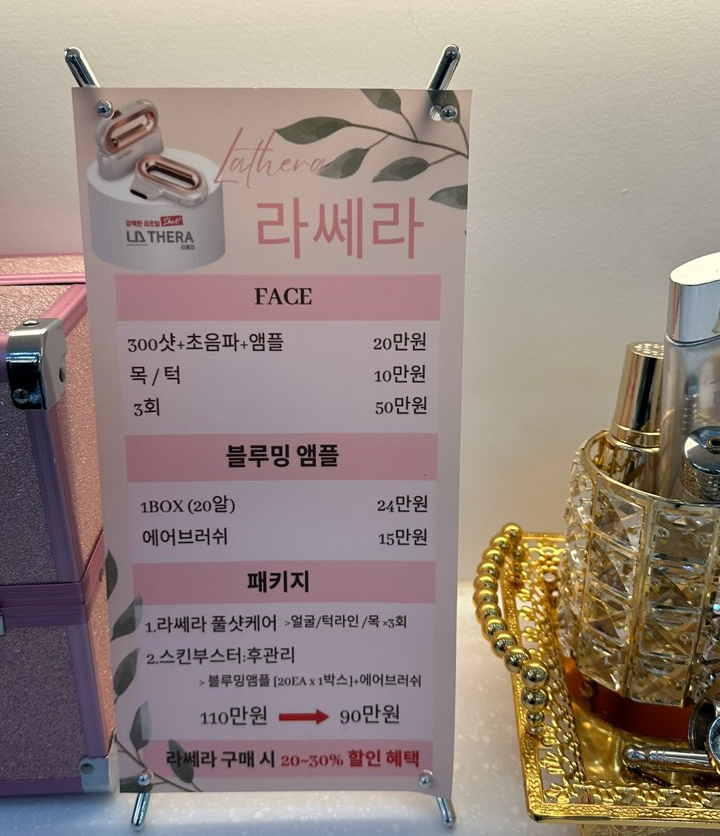 Lathera
라쎄라
강력한 리프팅 Shot!
LATHERA
라쎄라
FACE
300샷+초음파+앰플 20만원
목 / 턱 10만원
3회 50만원
블루밍 앰플
1BOX (20알) 24만원
에어브러쉬 15만원
패키지
1.라쎄라 풀샷케어 >얼굴/턱라인/목 ×3회
2.스킨부스터:후관리
> 블루밍앰플 [20EA x 1박스]+에어브러쉬
110만원 → 90만원
라쎄라 구매 시 20~30% 할인 혜택